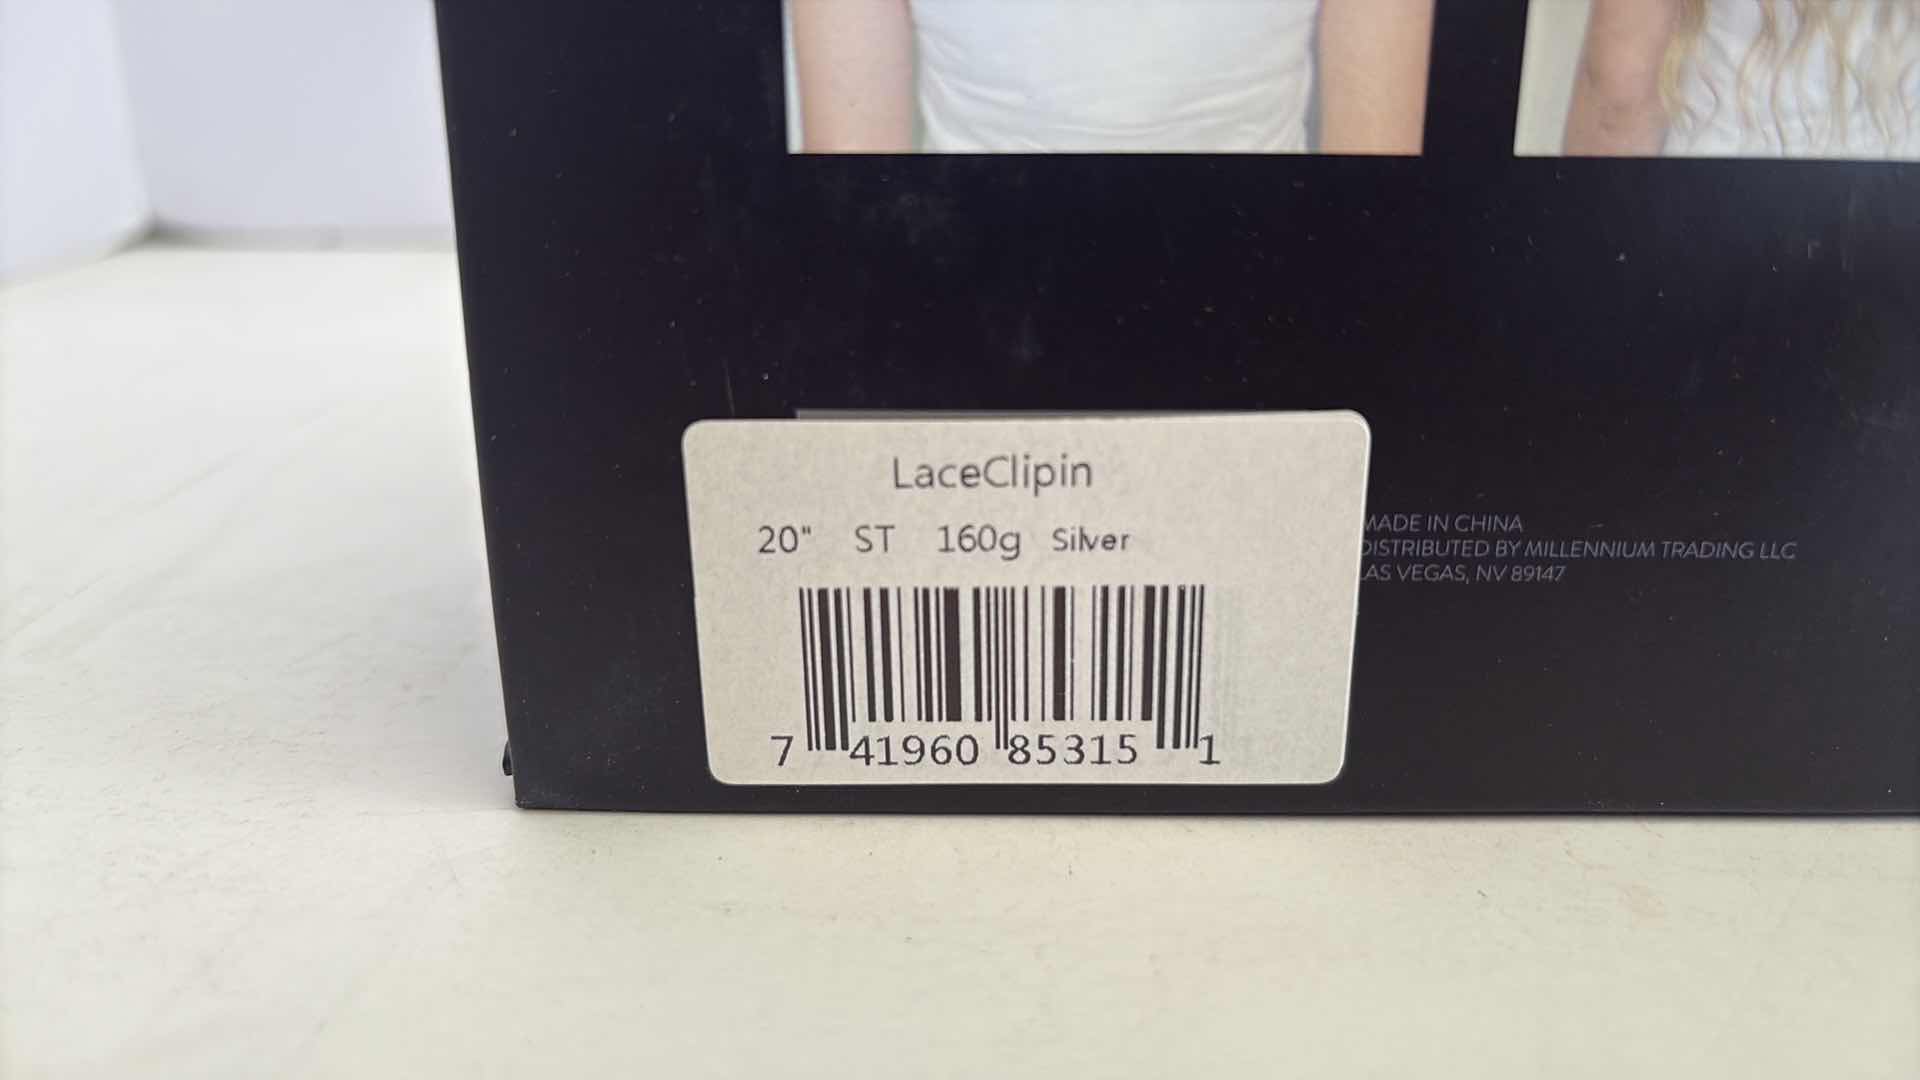 LaceClipin
20" ST 160g Silver
7 41960 85315 1
MADE IN CHINA
DISTRIBUTED BY MILLENNIUM TRADING LLC
LAS VEGAS, NV 89147